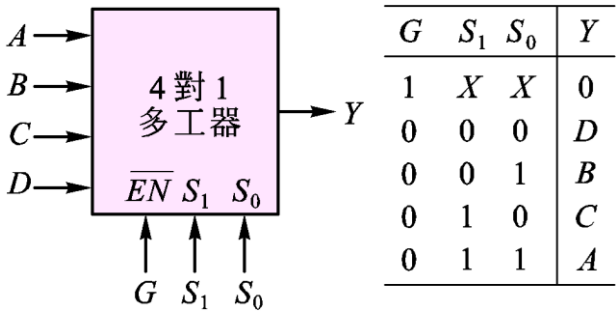 A
B
C
D
4 對 1
多工器
Y
\overline{EN} S₁ S₀
G S₁ S₀
G S₁ S₀ Y
1 X X 0
0 0 0 D
0 0 1 B
0 1 0 C
0 1 1 A